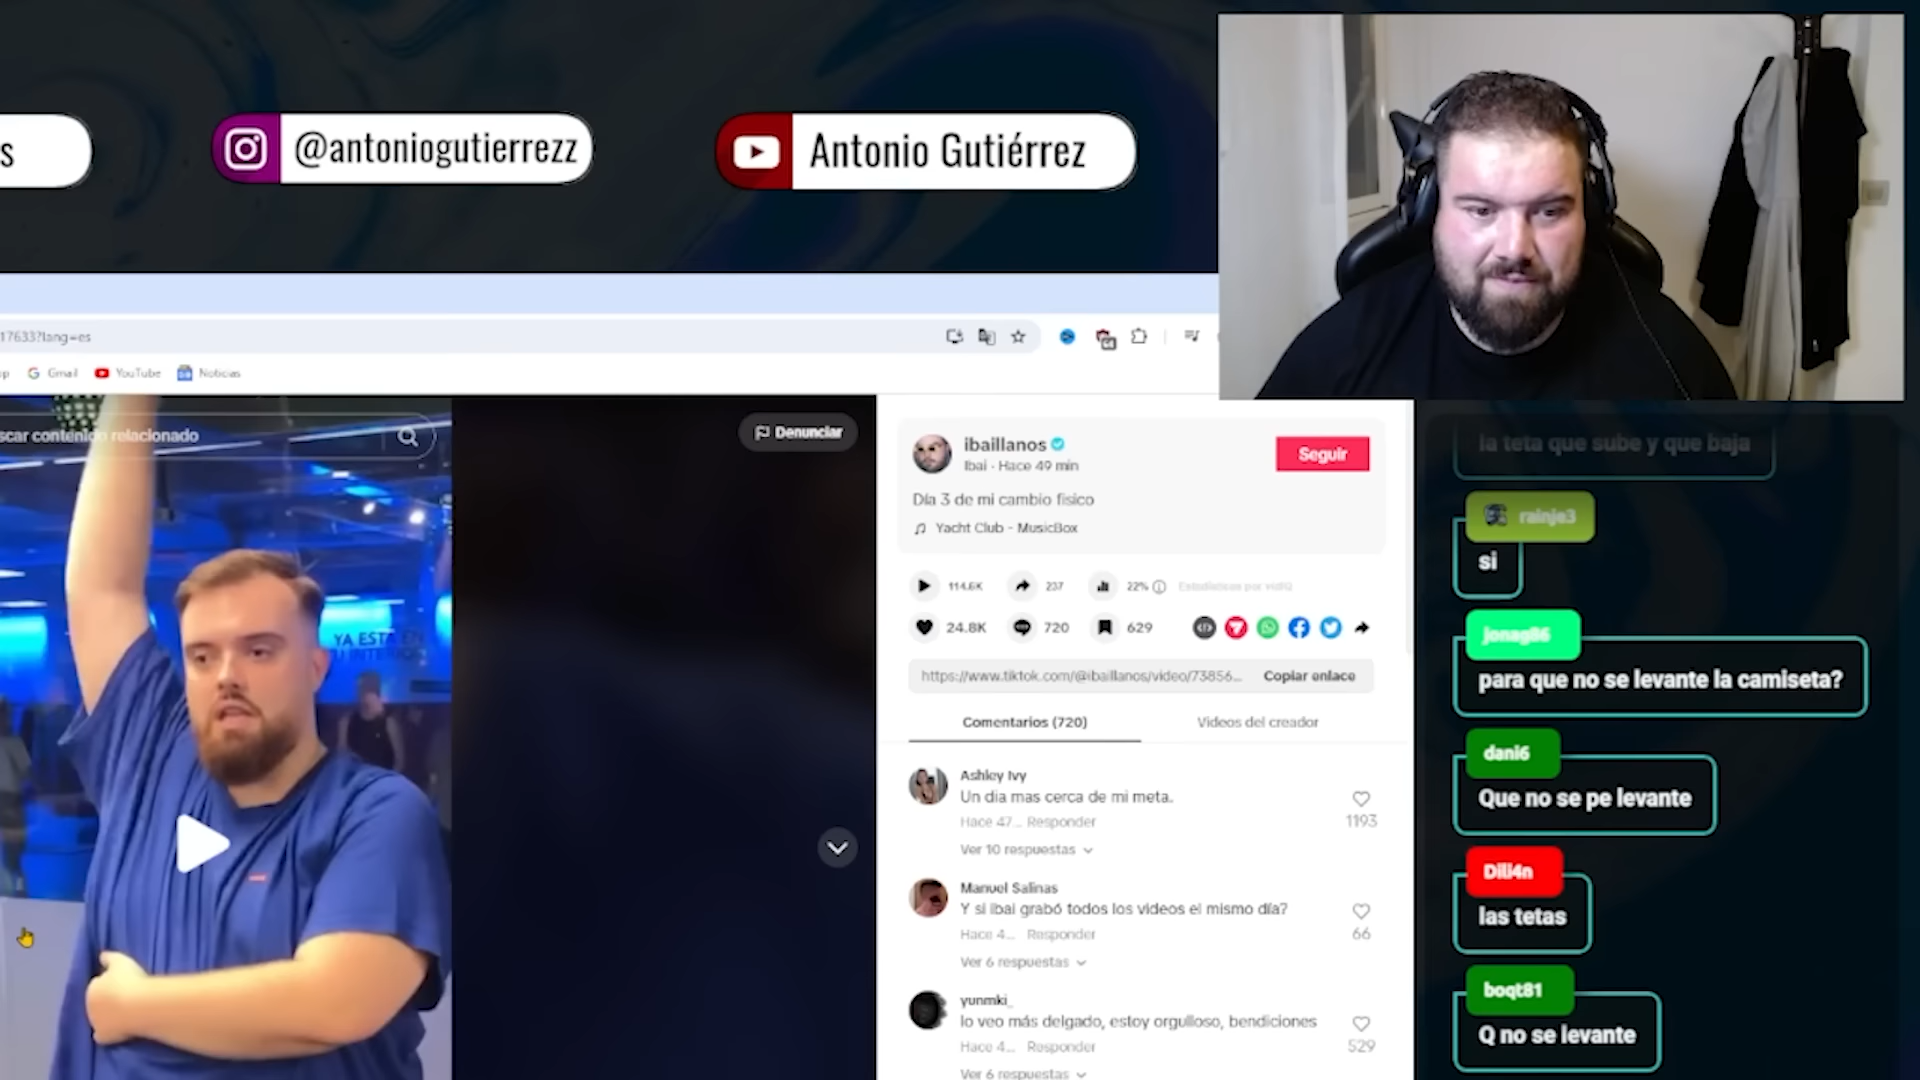 s
@antoniogutierrezz
Antonio Gutiérrez
17633?lang=es
Gmail
YouTube
Noticias
scar contenido relacionado
Denunciar
YA ESTÁ EN
U INTERIOR
ibaillanos
Ibai · Hace 49 min
Seguir
Día 3 de mi cambio físico
Yacht Club - MusicBox
114.6K
237
22%
Estadísticas por vidIQ
24.8K
720
629
https://www.tiktok.com/@ibaillanos/video/73856...
Copiar enlace
Comentarios (720)
Videos del creador
Ashley Ivy
Un dia mas cerca de mi meta.
Hace 47... Responder
1193
Ver 10 respuestas
Manuel Salinas
Y si Ibai grabó todos los videos el mismo día?
Hace 4... Responder
66
Ver 6 respuestas
yunmki_
lo veo más delgado, estoy orgulloso, bendiciones
Hace 4... Responder
529
Ver 6 respuestas
la teta que sube y que baja
rainje3
si
jonag86
para que no se levante la camiseta?
dani6
Que no se pe levante
Dili4n
las tetas
boqt81
Q no se levante